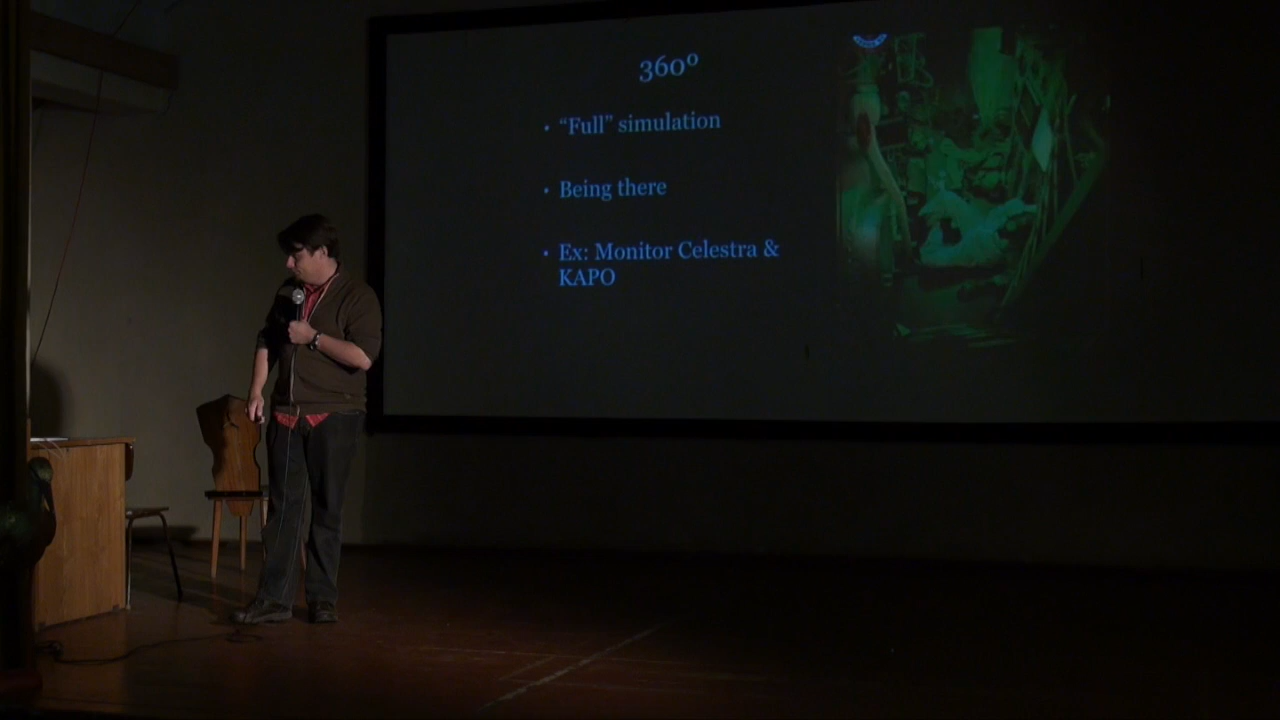 360º
• "Full" simulation
• Being there
• Ex: Monitor Celestra &
KAPO